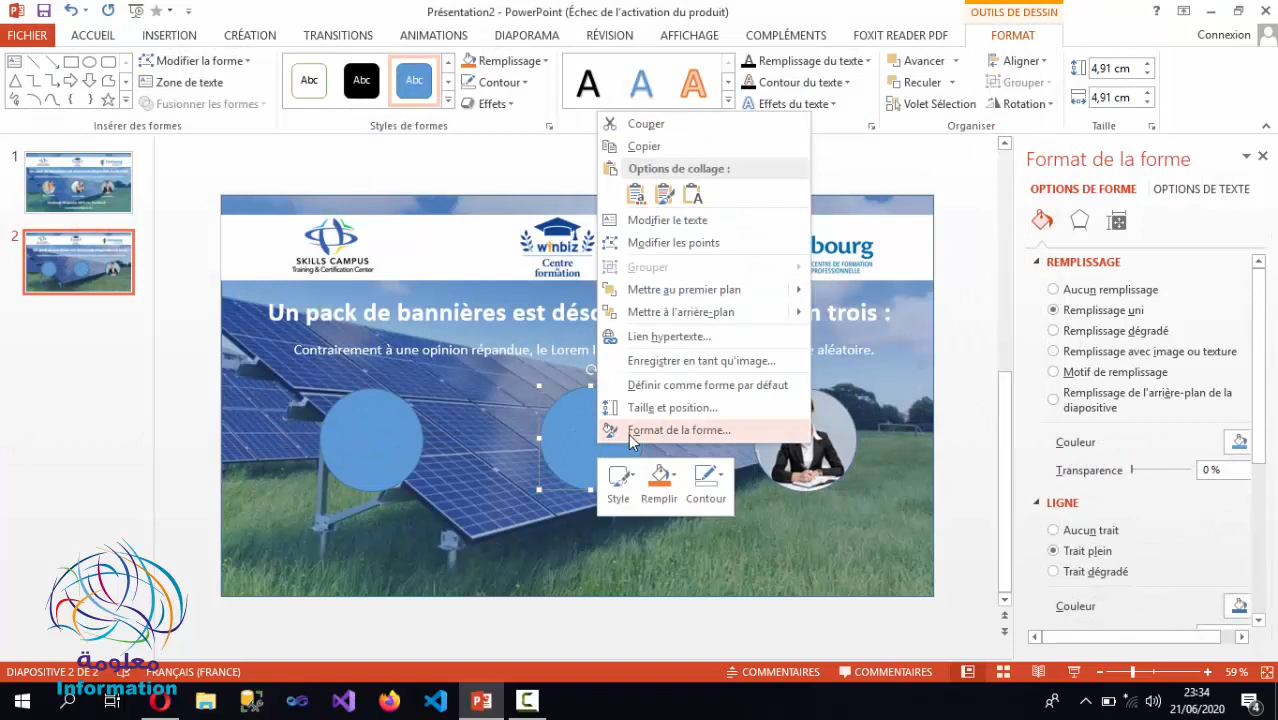 Présentation2 - PowerPoint (Échec de l'activation du produit)
OUTILS DE DESSIN
FICHIER ACCUEIL INSERTION CRÉATION TRANSITIONS ANIMATIONS DIAPORAMA RÉVISION AFFICHAGE COMPLÉMENTS FOXIT READER PDF FORMAT Connexion
Modifier la forme
Zone de texte
Fusionner les formes
Insérer des formes
Abc Abc Abc
Remplissage
Contour
Effets
Styles de formes
A A A
Remplissage du texte
Contour du texte
Effets du texte
Avancer
Reculer
Volet Sélection
Aligner
Grouper
Rotation
Organiser
4,91 cm
4,91 cm
Taille
1
2
SKILLS CAMPUS
Training & Certification Center
winbiz
Centre
de
formation
bourg
CENTRE DE FORMATION
PROFESSIONNELLE
Un pack de bannières est déso
n trois :
Contrairement à une opinion répandue, le Lorem I
aléatoire.
Couper
Copier
Options de collage :
Modifier le texte
Modifier les points
Grouper
Mettre au premier plan
Mettre à l'arrière-plan
Lien hypertexte...
Enregistrer en tant qu'image...
Définir comme forme par défaut
Taille et position...
Format de la forme...
Style Remplir Contour
Format de la forme
OPTIONS DE FORME OPTIONS DE TEXTE
REMPLISSAGE
Aucun remplissage
Remplissage uni
Remplissage dégradé
Remplissage avec image ou texture
Motif de remplissage
Remplissage de l'arrière-plan de la
diapositive
Couleur
Transparence 0 %
LIGNE
Aucun trait
Trait plein
Trait dégradé
Couleur
معلومة
Information
DIAPOSITIVE 2 DE 2 FRANÇAIS (FRANCE) COMMENTAIRES COMMENTAIRES 59 %
23:34
21/06/2020
4